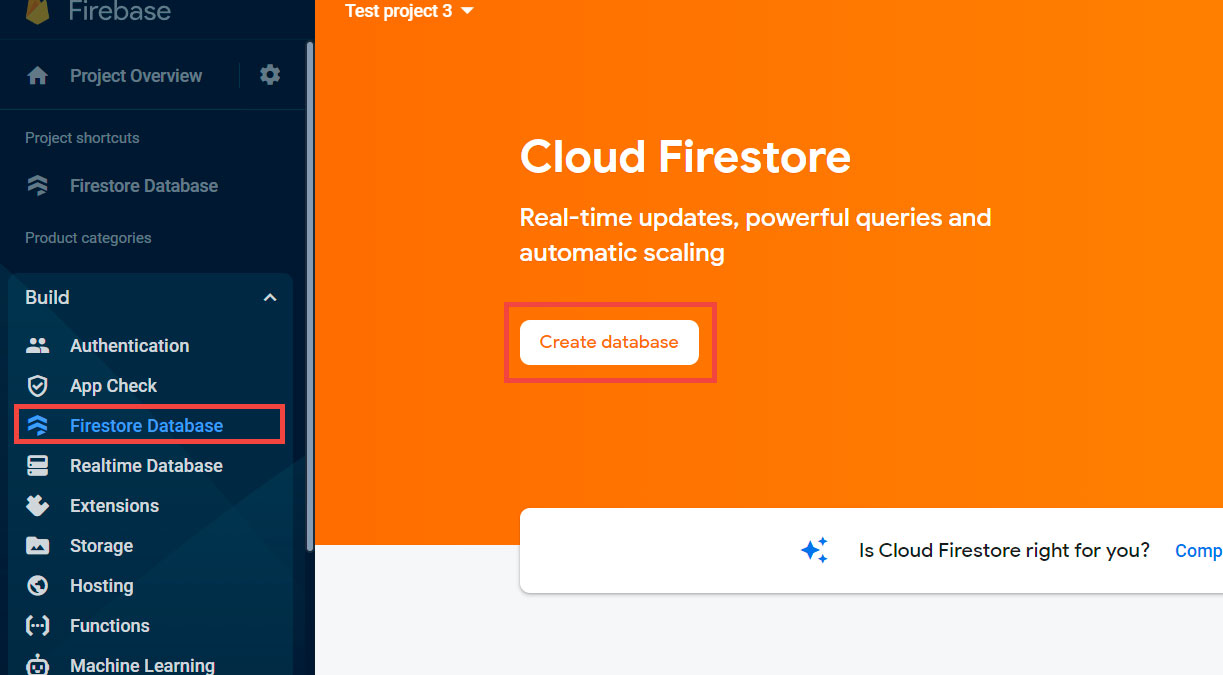 Firebase
Project Overview
Project shortcuts
Firestore Database
Product categories
Build
Authentication
App Check
Firestore Database
Realtime Database
Extensions
Storage
Hosting
Functions
Machine Learning
Test project 3
Cloud Firestore
Real-time updates, powerful queries and
automatic scaling
Create database
Is Cloud Firestore right for you? Comp